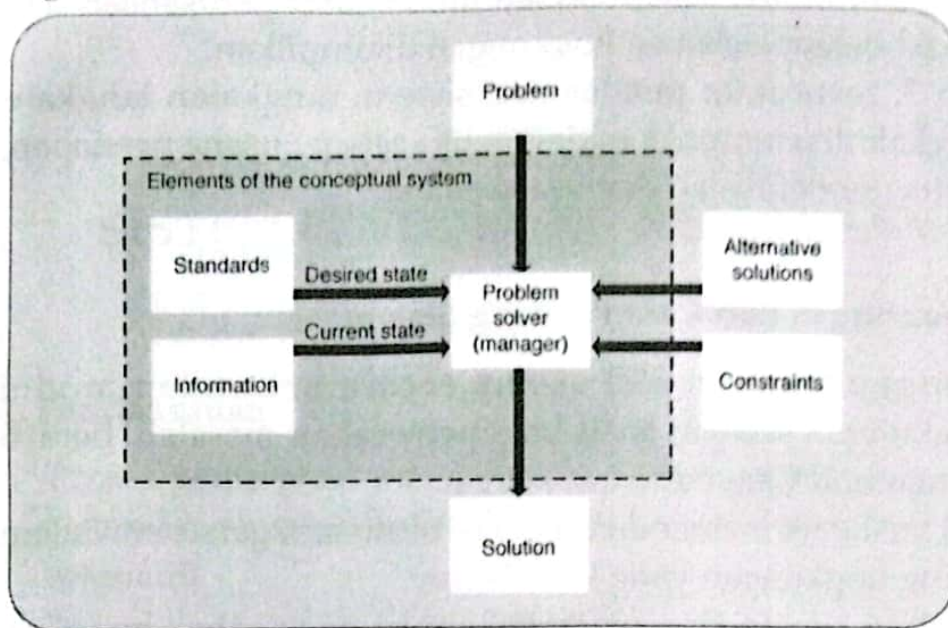 Problem
Elements of the conceptual system
Standards
Desired state
Alternative
solutions
Problem
solver
(manager)
Current state
Information
Constraints
Solution